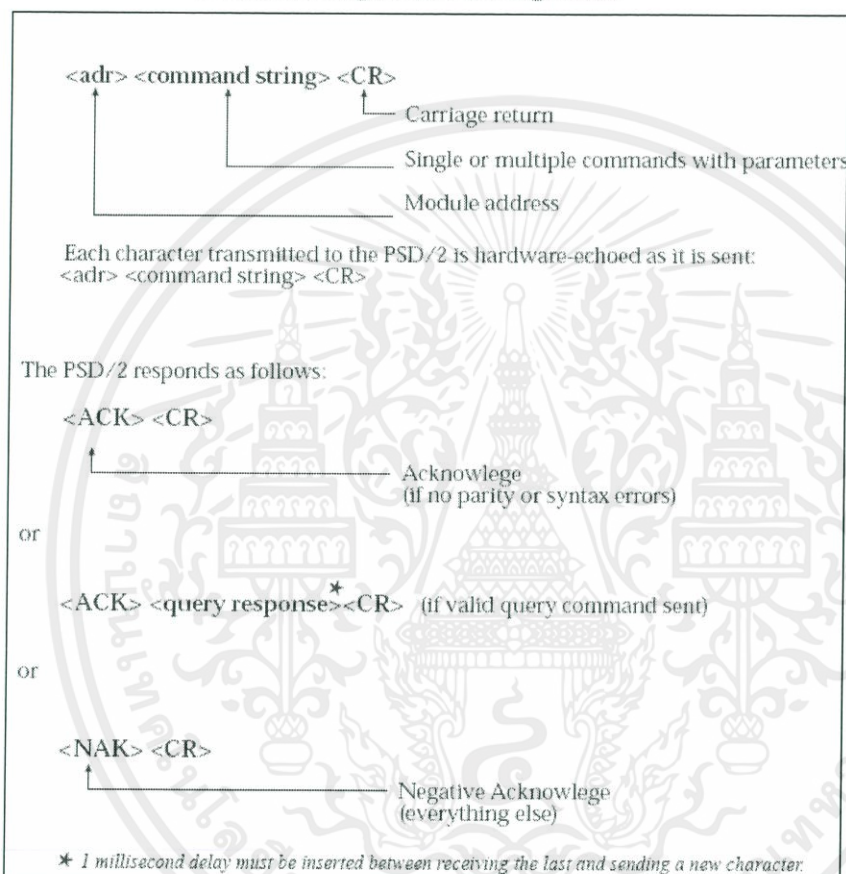 <adr> <command string> <CR>
Carriage return
Single or multiple commands with parameters
Module address
Each character transmitted to the PSD/2 is hardware-echoed as it is sent:
<adr> <command string> <CR>
The PSD/2 responds as follows:
<ACK> <CR>
Acknowlege
(if no parity or syntax errors)
or
<ACK> <query response>*<CR> (if valid query command sent)
or
<NAK> <CR>
Negative Acknowlege
(everything else)
* 1 millisecond delay must be inserted between receiving the last and sending a new character.